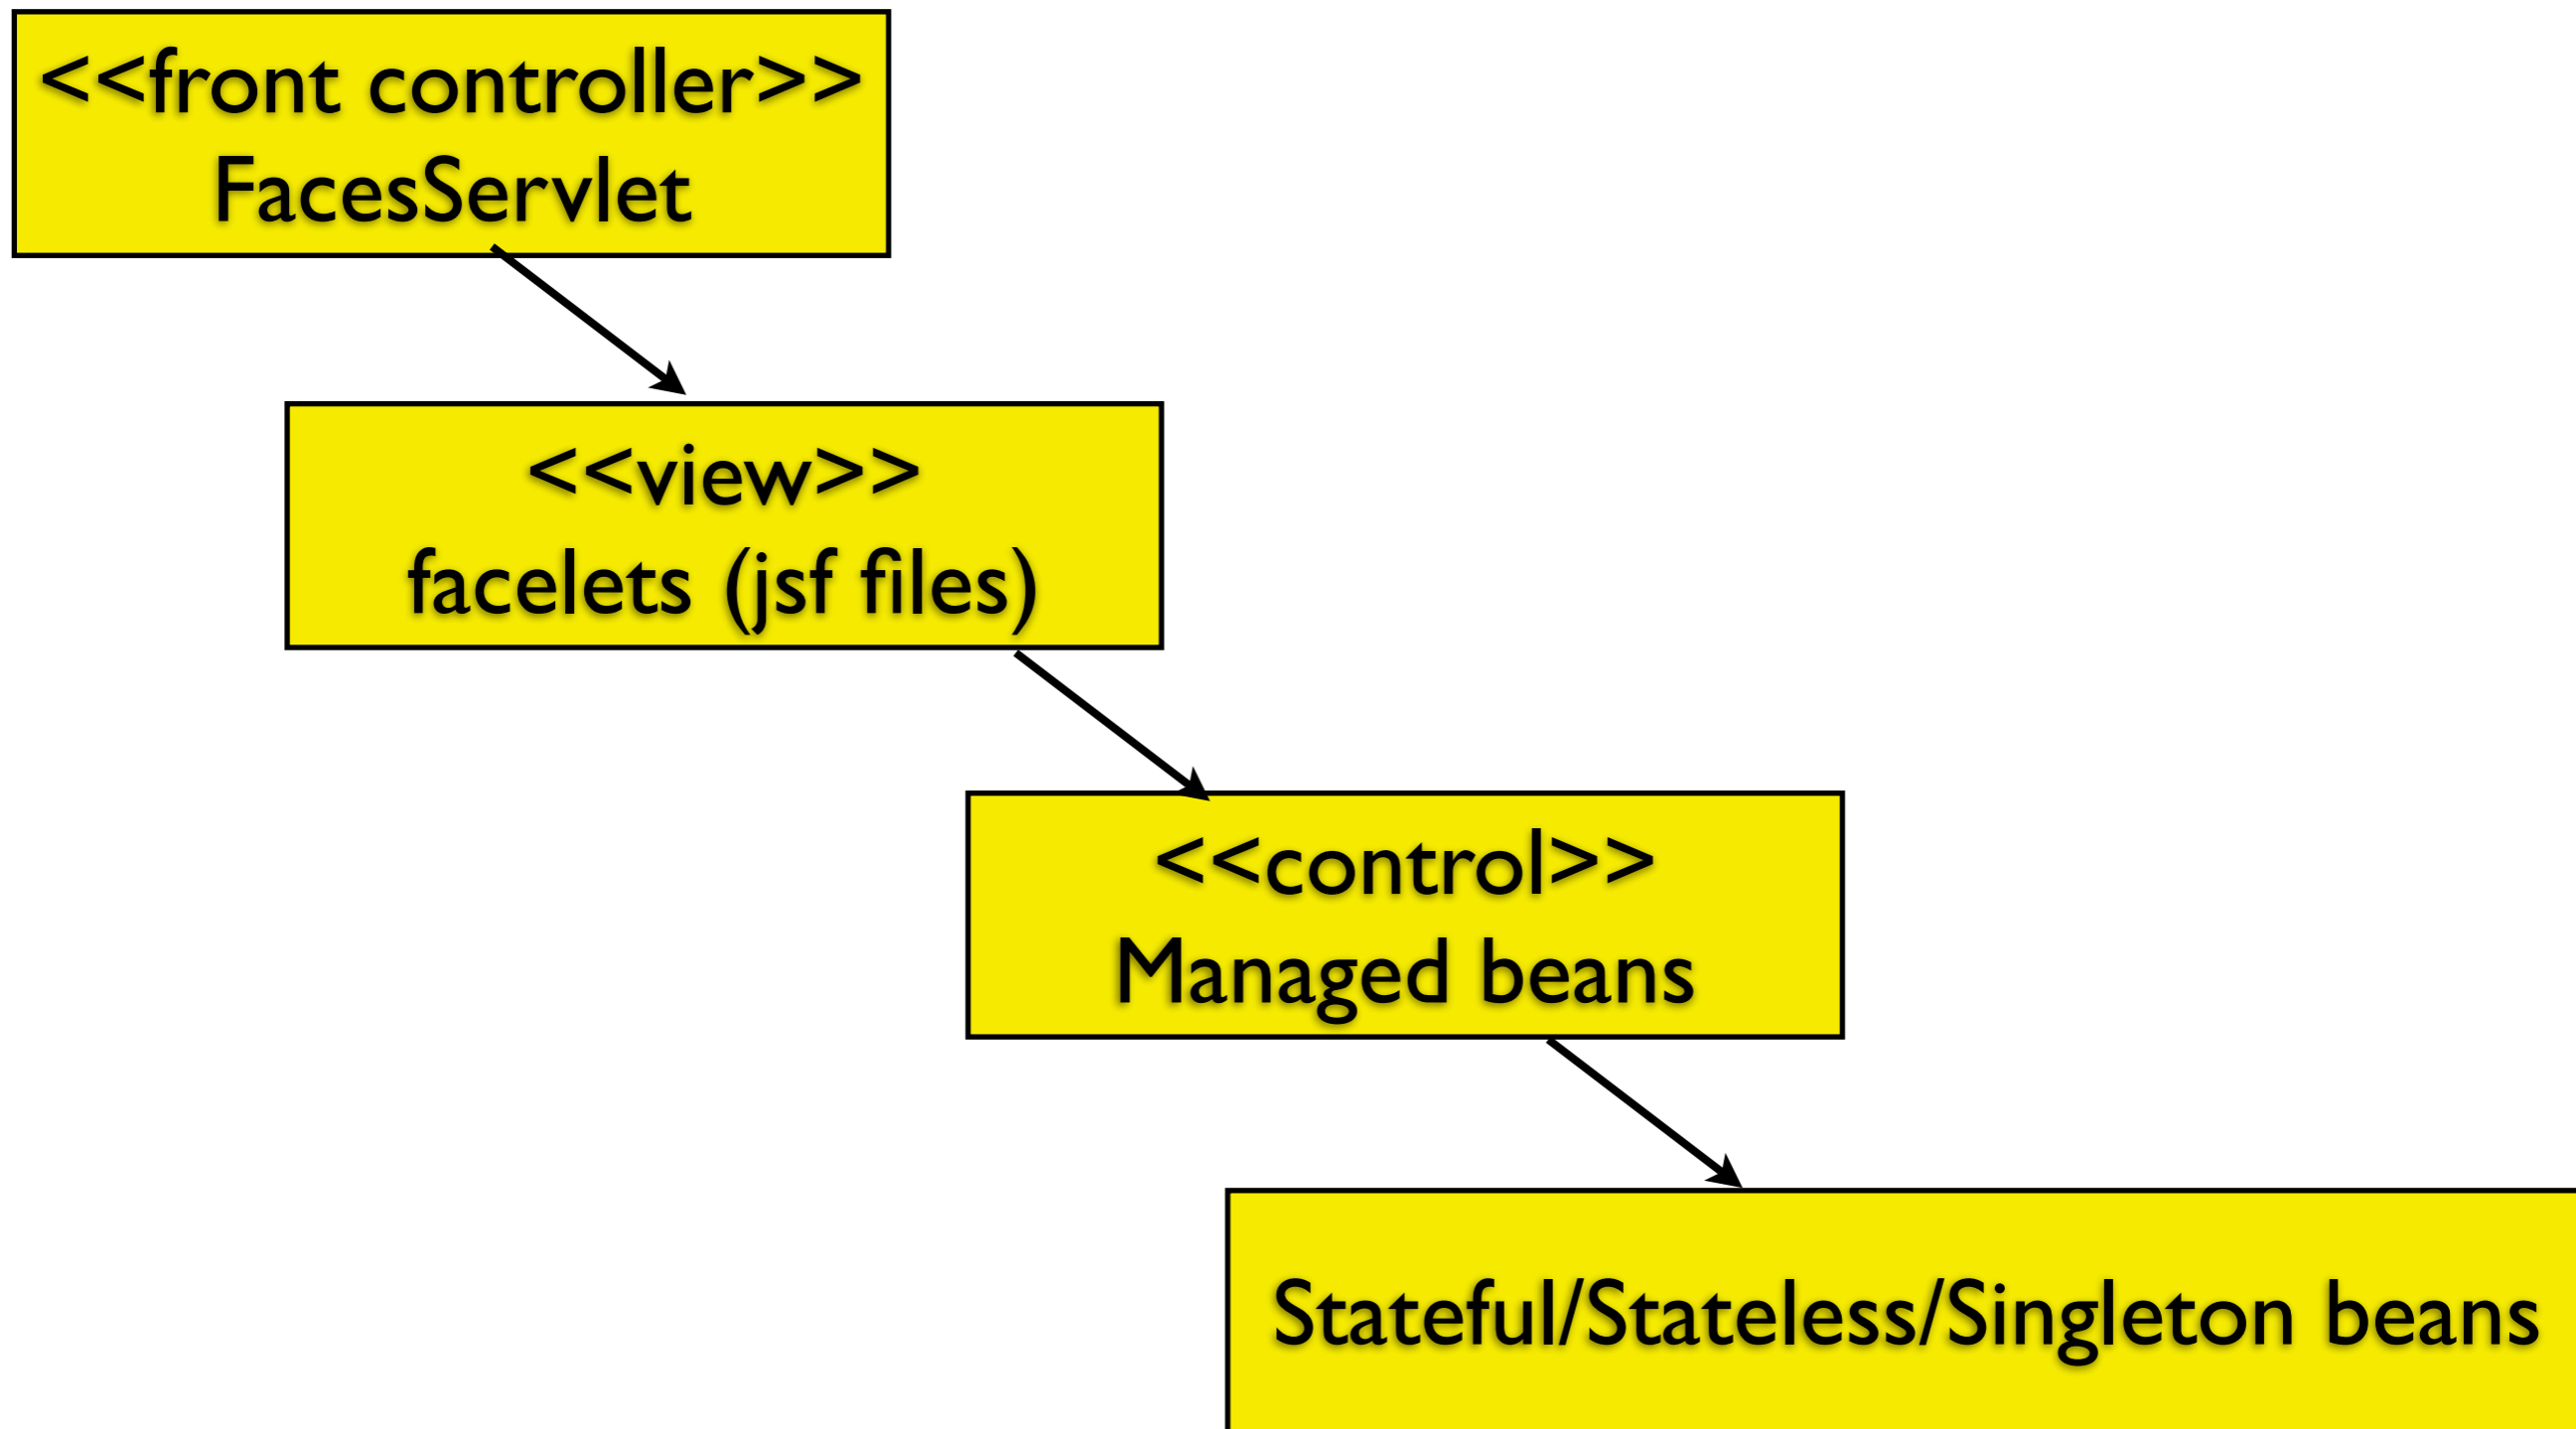 <<front controller>>
FacesServlet
<<view>>
facelets (jsf files)
<<control>>
Managed beans
Stateful/Stateless/Singleton beans